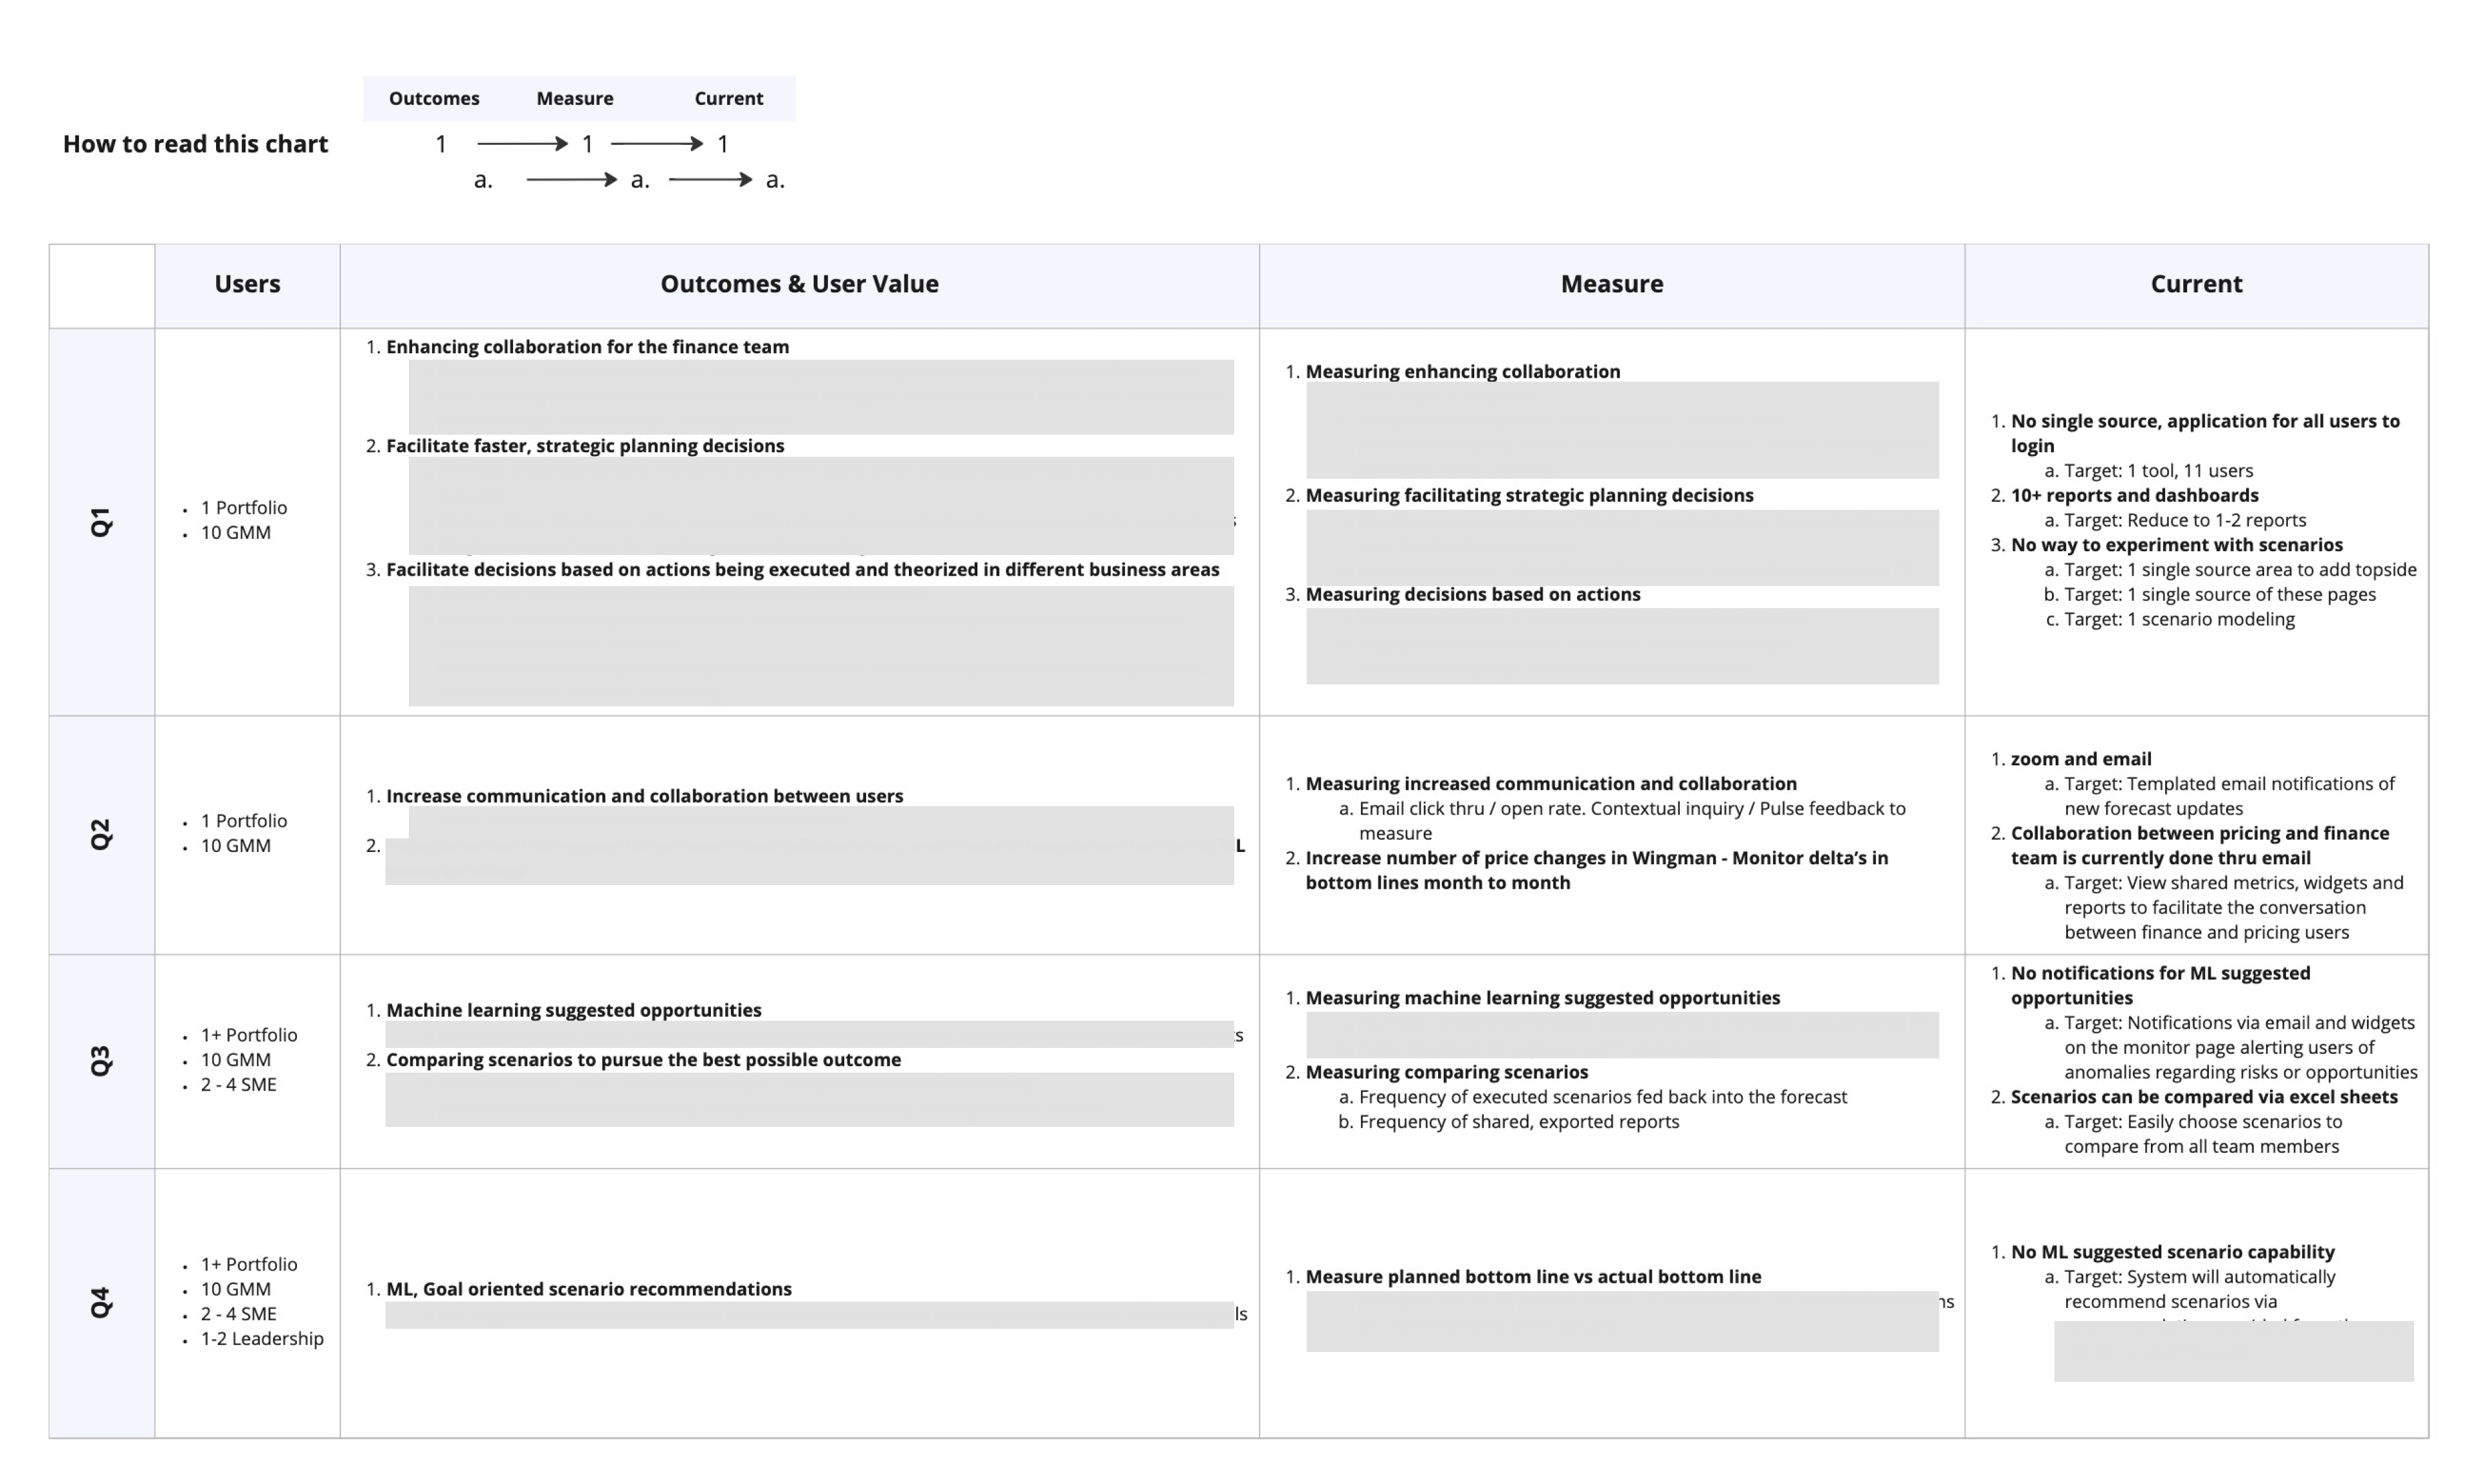 Outcomes Measure Current
How to read this chart 1 1 1
a. a. a.
Users Outcomes & User Value Measure Current
Q1
• 1 Portfolio
• 10 GMM
1. Enhancing collaboration for the finance team
2. Facilitate faster, strategic planning decisions
3. Facilitate decisions based on actions being executed and theorized in different business areas
1. Measuring enhancing collaboration
2. Measuring facilitating strategic planning decisions
3. Measuring decisions based on actions
1. No single source, application for all users to
login
a. Target: 1 tool, 11 users
2. 10+ reports and dashboards
a. Target: Reduce to 1-2 reports
3. No way to experiment with scenarios
a. Target: 1 single source area to add topside
b. Target: 1 single source of these pages
c. Target: 1 scenario modeling
Q2
• 1 Portfolio
• 10 GMM
1. Increase communication and collaboration between users
2. L
1. Measuring increased communication and collaboration
a. Email click thru / open rate. Contextual inquiry / Pulse feedback to
measure
2. Increase number of price changes in Wingman - Monitor delta’s in
bottom lines month to month
1. zoom and email
a. Target: Templated email notifications of
new forecast updates
2. Collaboration between pricing and finance
team is currently done thru email
a. Target: View shared metrics, widgets and
reports to facilitate the conversation
between finance and pricing users
Q3
• 1+ Portfolio
• 10 GMM
• 2 - 4 SME
1. Machine learning suggested opportunities
2. Comparing scenarios to pursue the best possible outcome
1. Measuring machine learning suggested opportunities
2. Measuring comparing scenarios
a. Frequency of executed scenarios fed back into the forecast
b. Frequency of shared, exported reports
1. No notifications for ML suggested
opportunities
a. Target: Notifications via email and widgets
on the monitor page alerting users of
anomalies regarding risks or opportunities
2. Scenarios can be compared via excel sheets
a. Target: Easily choose scenarios to
compare from all team members
Q4
• 1+ Portfolio
• 10 GMM
• 2 - 4 SME
• 1-2 Leadership
1. ML, Goal oriented scenario recommendations
1. Measure planned bottom line vs actual bottom line
1. No ML suggested scenario capability
a. Target: System will automatically
recommend scenarios via